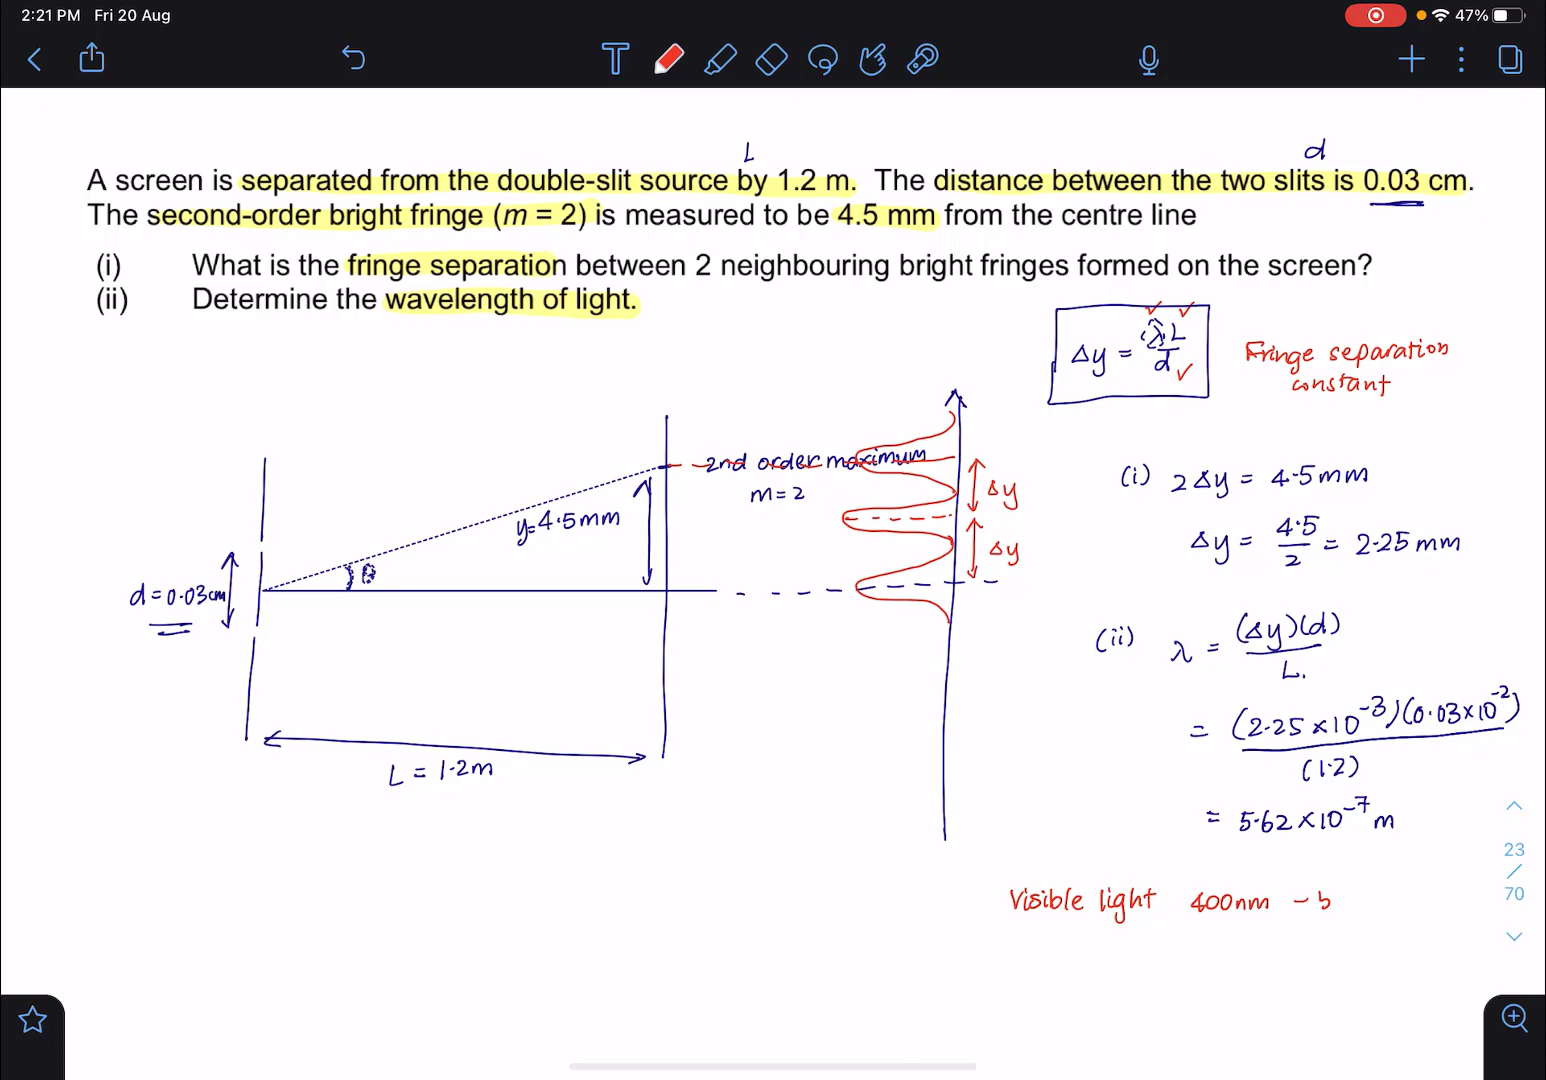 2:21 PM Fri 20 Aug
47%
L
d
A screen is separated from the double-slit source by 1.2 m. The distance between the two slits is 0.03 cm.
The second-order bright fringe (m = 2) is measured to be 4.5 mm from the centre line
(i) What is the fringe separation between 2 neighbouring bright fringes formed on the screen?
(ii) Determine the wavelength of light.
Δy = λL / d
Fringe separation
constant
2nd order maximum
m = 2
y = 4.5mm
θ
d = 0.03cm
L = 1.2m
Δy
Δy
(i) 2Δy = 4.5mm
Δy = 4.5 / 2 = 2.25 mm
(ii) λ = (Δy)(d) / L.
= (2.25 × 10⁻³)(0.03×10⁻²) / (1.2)
= 5.62 × 10⁻⁷ m
Visible light 400nm –
23
/
70